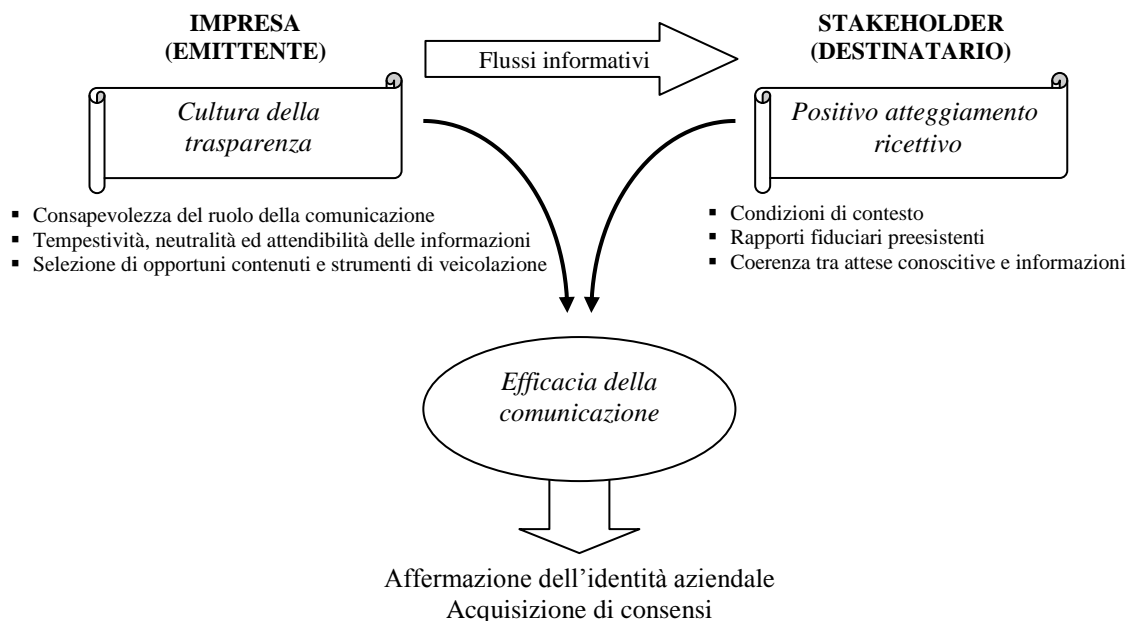 IMPRESA
(EMITTENTE)
Flussi informativi
STAKEHOLDER
(DESTINATARIO)
Cultura della
trasparenza
Positivo atteggiamento
ricettivo
▪ Consapevolezza del ruolo della comunicazione
▪ Tempestività, neutralità ed attendibilità delle informazioni
▪ Selezione di opportuni contenuti e strumenti di veicolazione
▪ Condizioni di contesto
▪ Rapporti fiduciari preesistenti
▪ Coerenza tra attese conoscitive e informazioni
Efficacia della
comunicazione
Affermazione dell’identità aziendale
Acquisizione di consensi